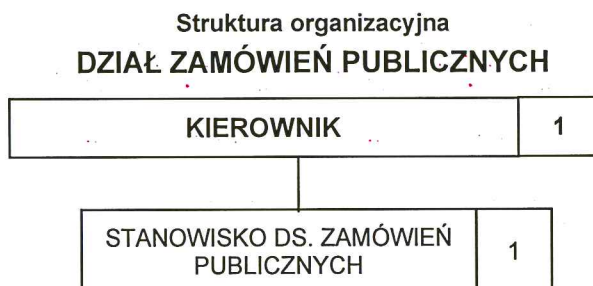 Struktura organizacyjna
DZIAŁ ZAMÓWIEŃ PUBLICZNYCH
KIEROWNIK 1
STANOWISKO DS. ZAMÓWIEŃ
PUBLICZNYCH 1